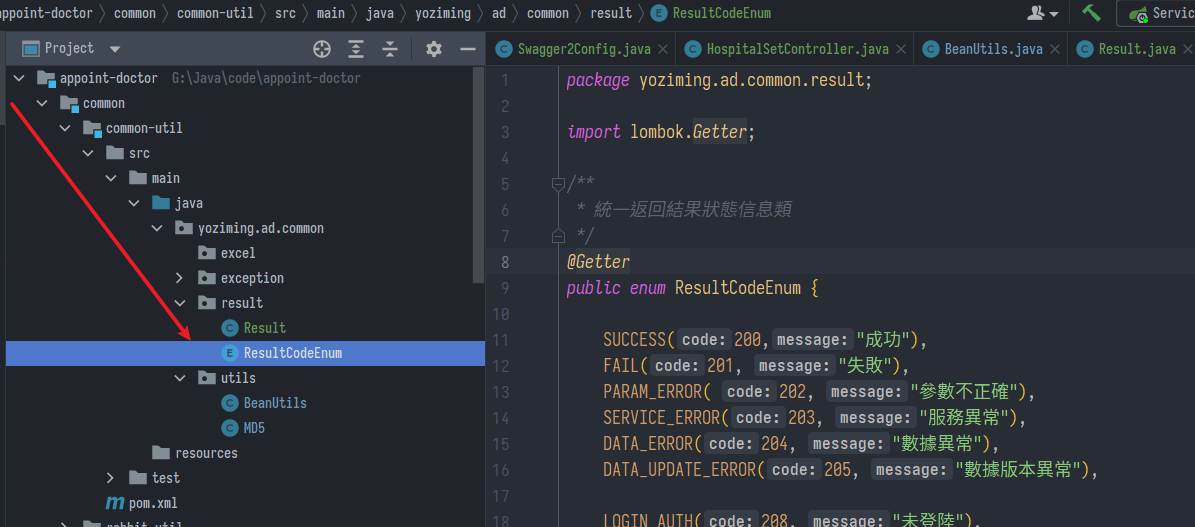 appoint-doctor common common-util src main java yoziming ad common result ResultCodeEnum Servic
Project
Swagger2Config.java HospitalSetController.java BeanUtils.java Result.java
appoint-doctor G:\Java\code\appoint-doctor
common
common-util
src
main
java
yoziming.ad.common
excel
exception
result
Result
ResultCodeEnum
utils
BeanUtils
MD5
resources
test
pom.xml
rabbit-util
1 package yoziming.ad.common.result;
2
3 import lombok.Getter;
4
5 /**
6 * 統一返回結果狀態信息類
7 */
8 @Getter
9 public enum ResultCodeEnum {
10
11 SUCCESS( code: 200, message: "成功"),
12 FAIL( code: 201, message: "失敗"),
13 PARAM_ERROR( code: 202, message: "參數不正確"),
14 SERVICE_ERROR( code: 203, message: "服務異常"),
15 DATA_ERROR( code: 204, message: "數據異常"),
16 DATA_UPDATE_ERROR( code: 205, message: "數據版本異常"),
17
18 LOGIN_AUTH( code: 208, message: "未登陸"),